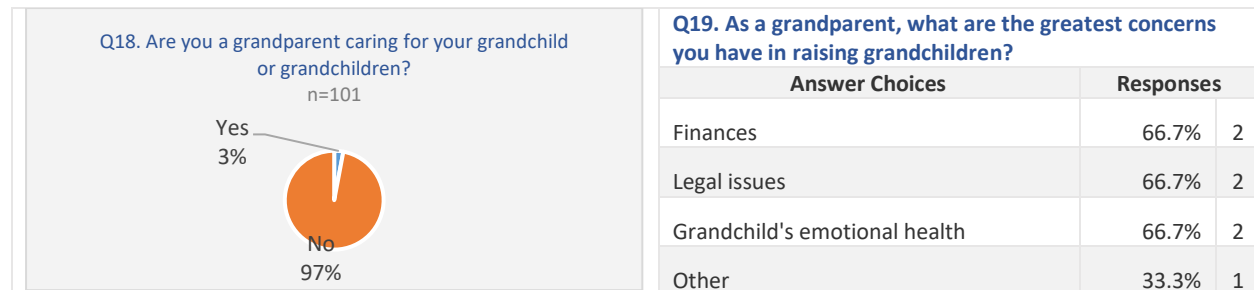 Q18. Are you a grandparent caring for your grandchild
or grandchildren?
n=101
Yes
3%
No
97%
Q19. As a grandparent, what are the greatest concerns
you have in raising grandchildren?
Answer Choices Responses
Finances 66.7% 2
Legal issues 66.7% 2
Grandchild's emotional health 66.7% 2
Other 33.3% 1